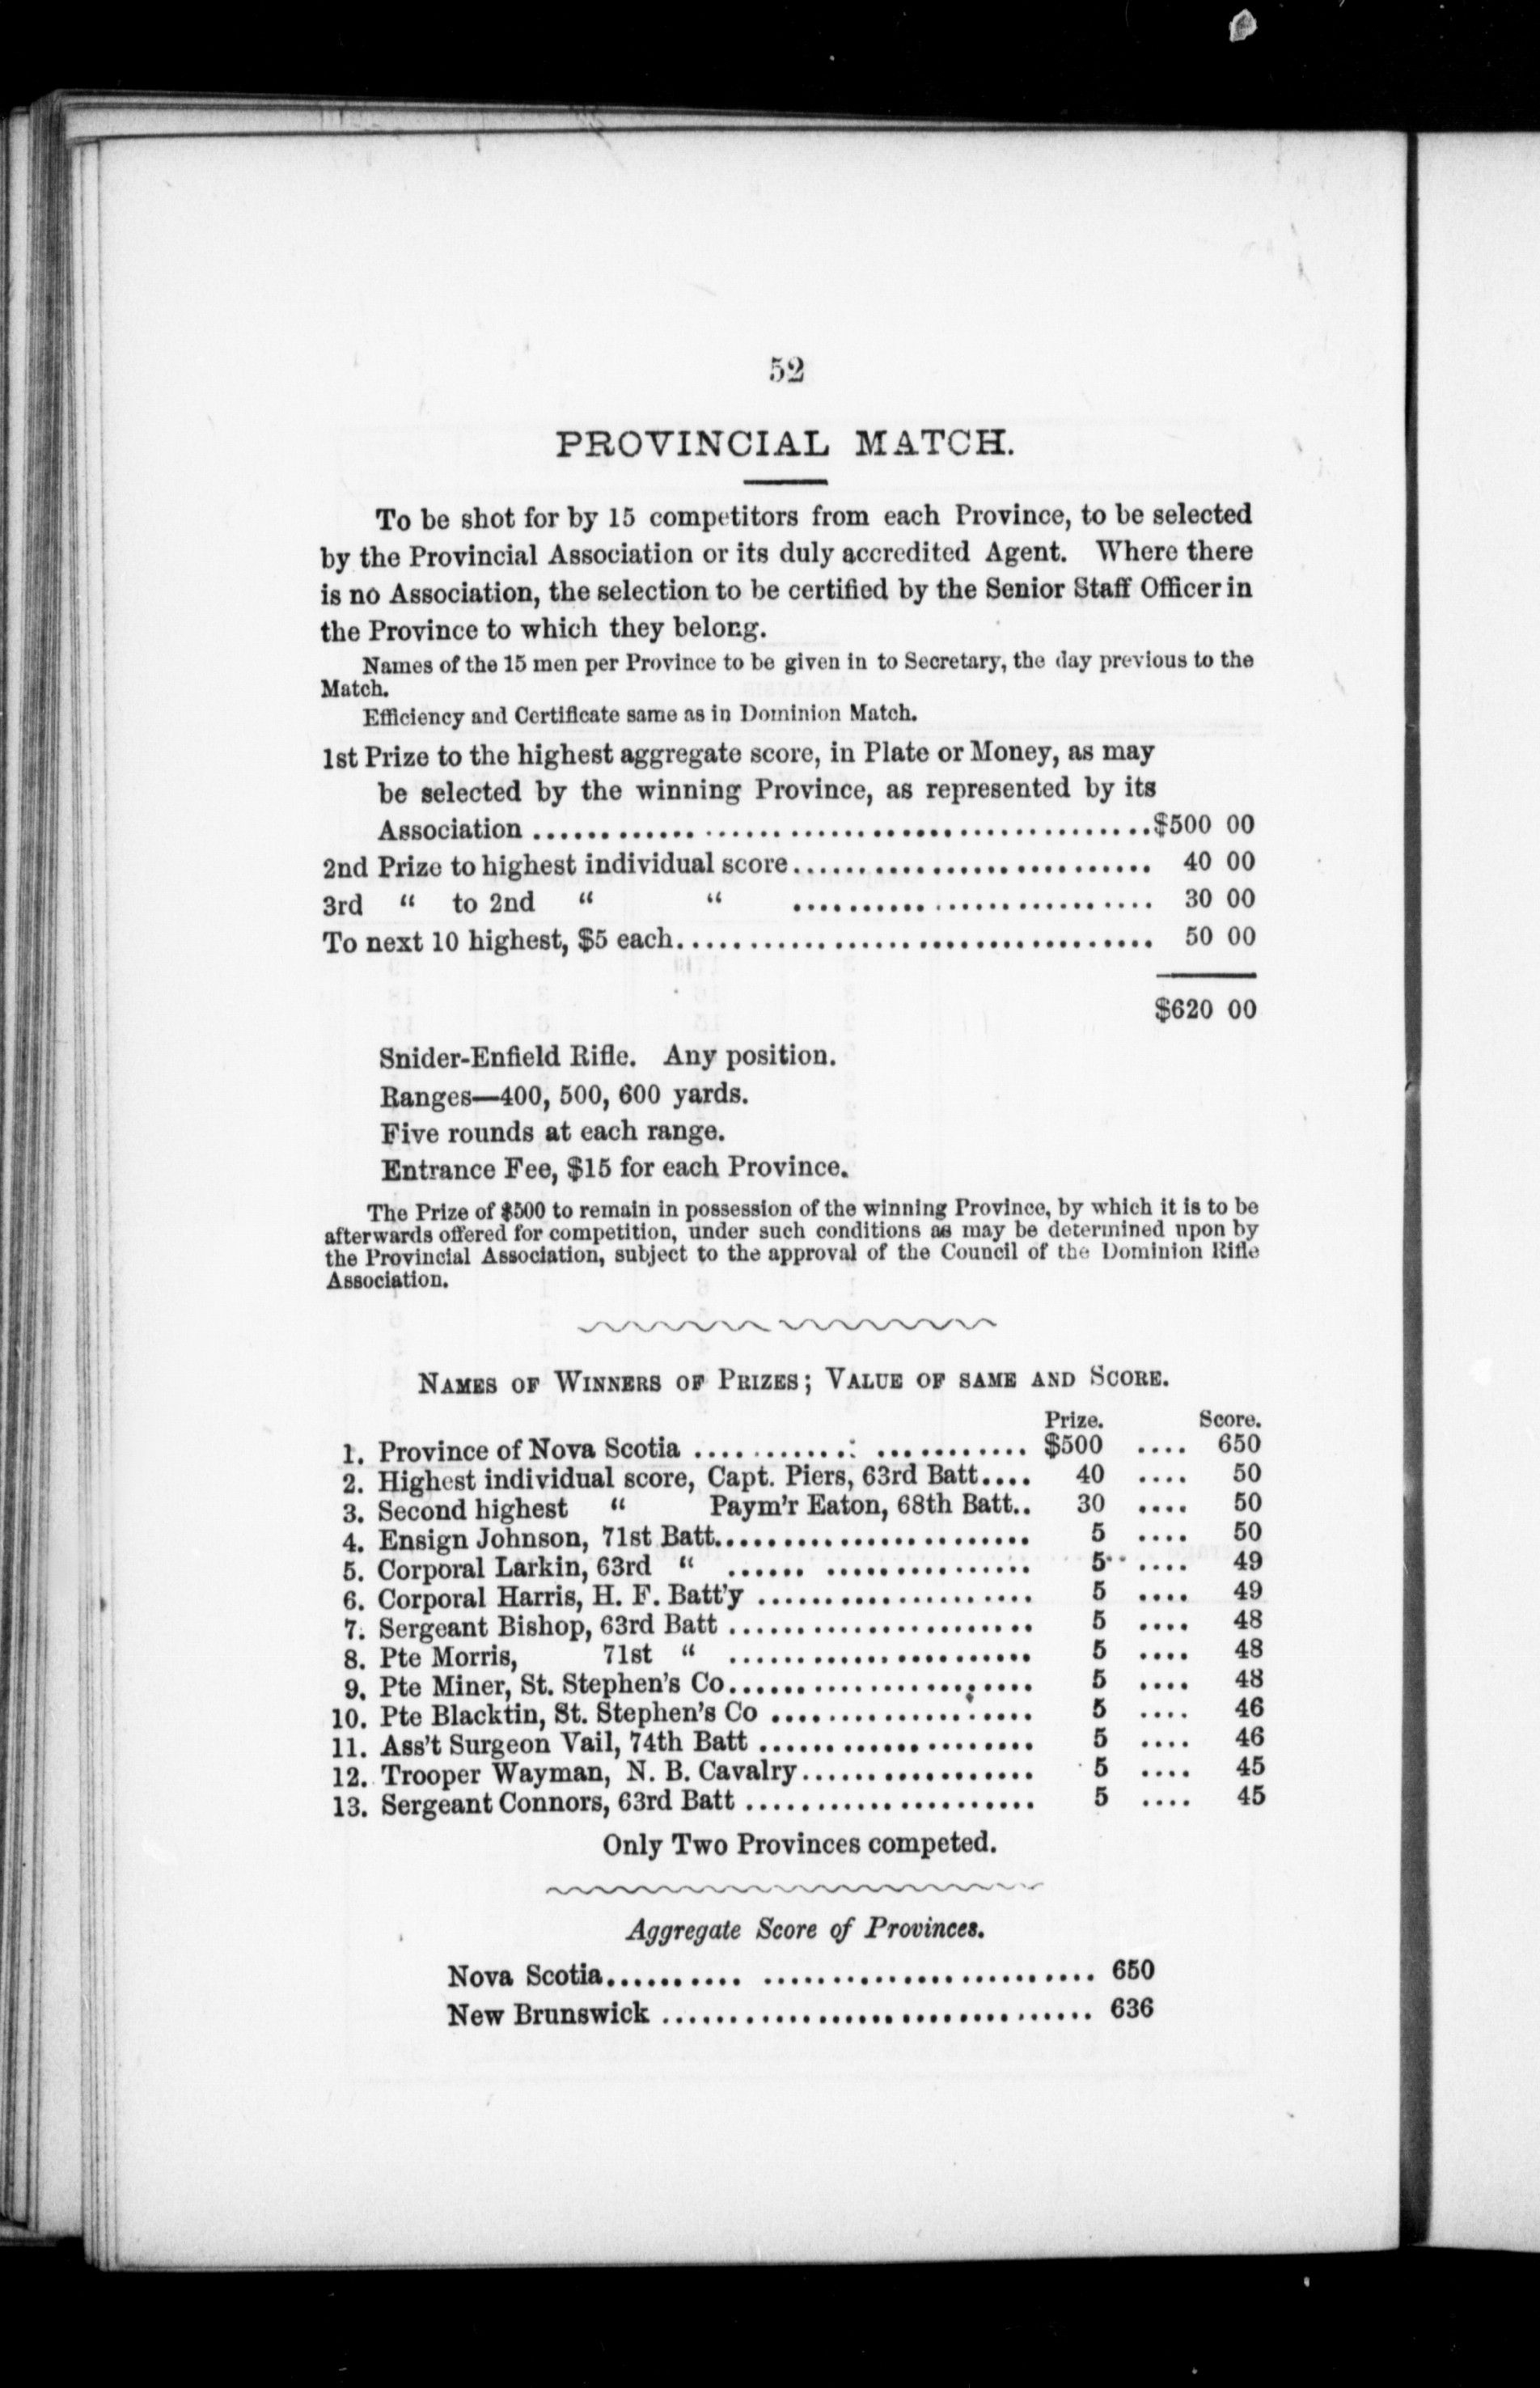 52
PROVINCIAL MATCH.
To be shot for by 15 competitors from each Province, to be selected
by the Provincial Association or its duly accredited Agent. Where there
is no Association, the selection to be certified by the Senior Staff Officer in
the Province to which they belong.
Names of the 15 men per Province to be given in to Secretary, the day previous to the
Match.
Efficiency and Certificate same as in Dominion Match.
1st Prize to the highest aggregate score, in Plate or Money, as may
be selected by the winning Province, as represented by its
Association ........................................ $500 00
2nd Prize to highest individual score........................... 40 00
3rd " to 2nd " " ........................... 30 00
To next 10 highest, $5 each................................... 50 00
$620 00
Snider-Enfield Rifle. Any position.
Ranges—400, 500, 600 yards.
Five rounds at each range.
Entrance Fee, $15 for each Province.
The Prize of $500 to remain in possession of the winning Province, by which it is to be
afterwards offered for competition, under such conditions as may be determined upon by
the Provincial Association, subject to the approval of the Council of the Dominion Rifle
Association.
NAMES OF WINNERS OF PRIZES; VALUE OF SAME AND SCORE.
Prize. Score.
1. Province of Nova Scotia ........................ $500 .... 650
2. Highest individual score, Capt. Piers, 63rd Batt.... 40 .... 50
3. Second highest " Paym'r Eaton, 68th Batt.. 30 .... 50
4. Ensign Johnson, 71st Batt....................... 5 .... 50
5. Corporal Larkin, 63rd " ...................... 5 .... 49
6. Corporal Harris, H. F. Batt'y .................... 5 .... 49
7. Sergeant Bishop, 63rd Batt ...................... 5 .... 48
8. Pte Morris, 71st " ...................... 5 .... 48
9. Pte Miner, St. Stephen's Co...................... 5 .... 48
10. Pte Blacktin, St. Stephen's Co ................... 5 .... 46
11. Ass't Surgeon Vail, 74th Batt .................... 5 .... 46
12. Trooper Wayman, N. B. Cavalry................. 5 .... 45
13. Sergeant Connors, 63rd Batt ..................... 5 .... 45
Only Two Provinces competed.
Aggregate Score of Provinces.
Nova Scotia.................................. 650
New Brunswick ................................ 636